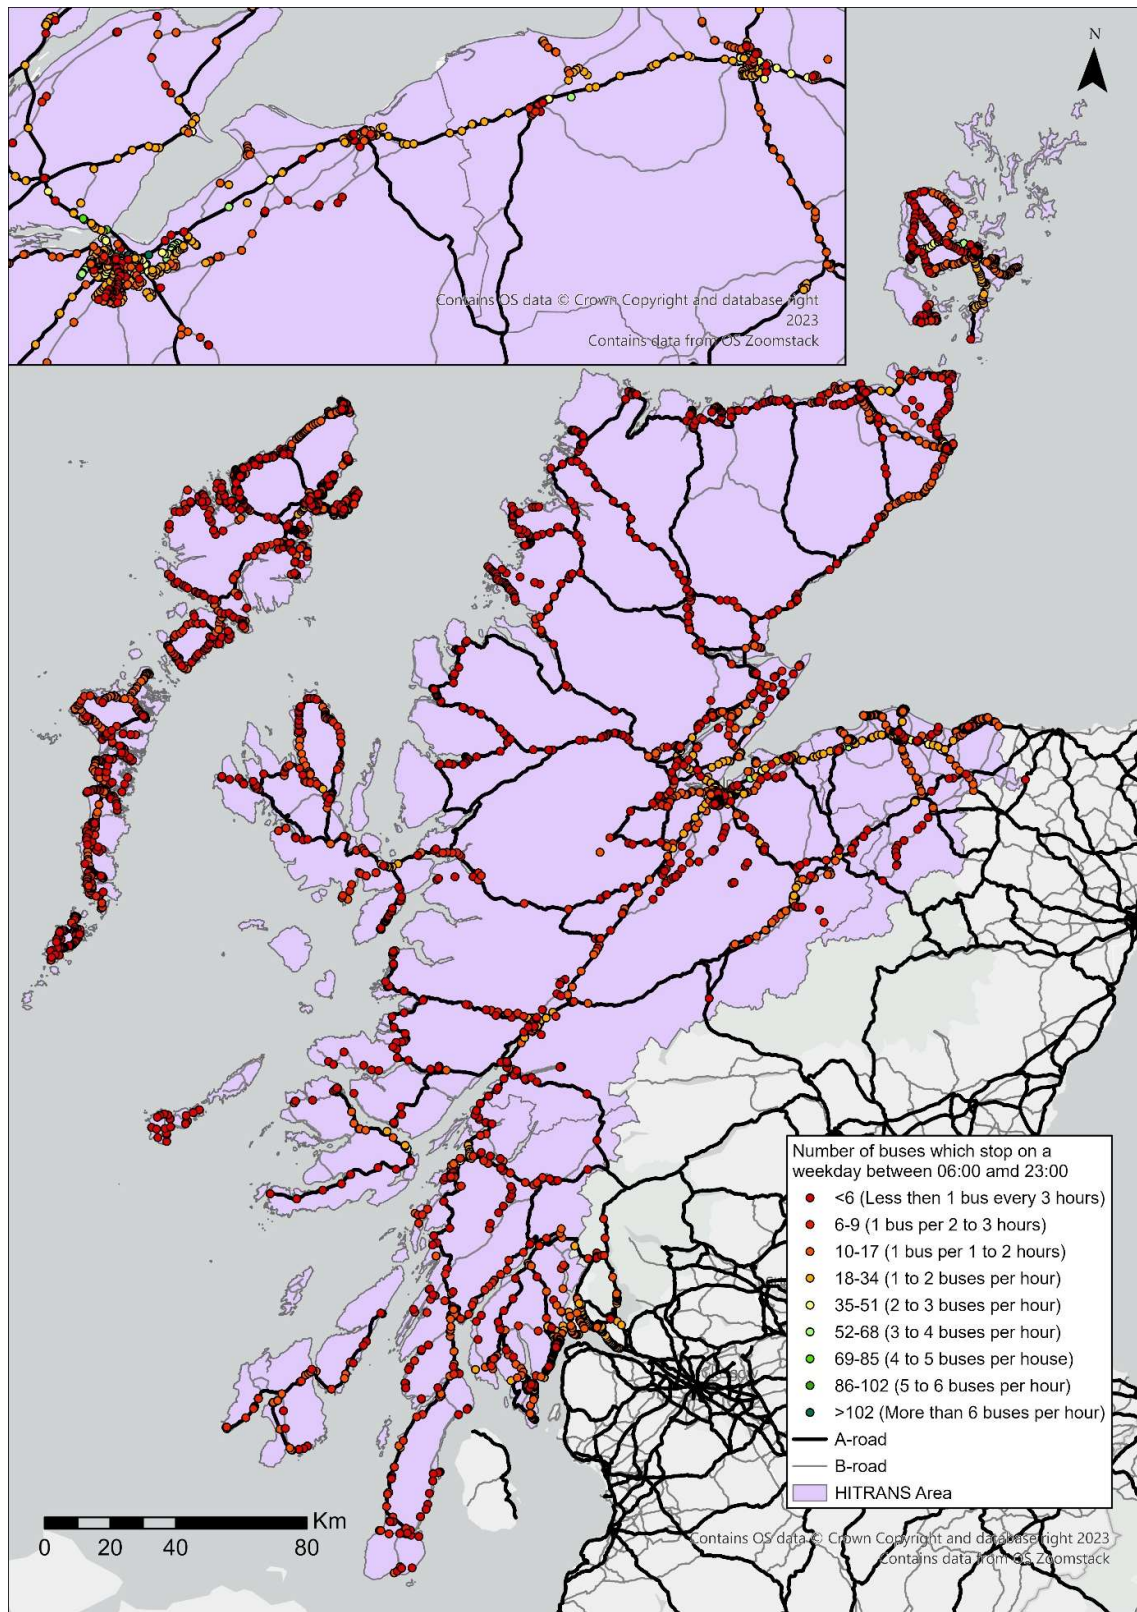 N
Contains OS data © Crown Copyright and database right
2023
Contains data from OS Zoomstack
Number of buses which stop on a
weekday between 06:00 amd 23:00
<6 (Less then 1 bus every 3 hours)
6-9 (1 bus per 2 to 3 hours)
10-17 (1 bus per 1 to 2 hours)
18-34 (1 to 2 buses per hour)
35-51 (2 to 3 buses per hour)
52-68 (3 to 4 buses per hour)
69-85 (4 to 5 buses per house)
86-102 (5 to 6 buses per hour)
>102 (More than 6 buses per hour)
A-road
B-road
HITRANS Area
Km
0 20 40 80
Contains OS data © Crown Copyright and database right 2023
Contains data from OS Zoomstack